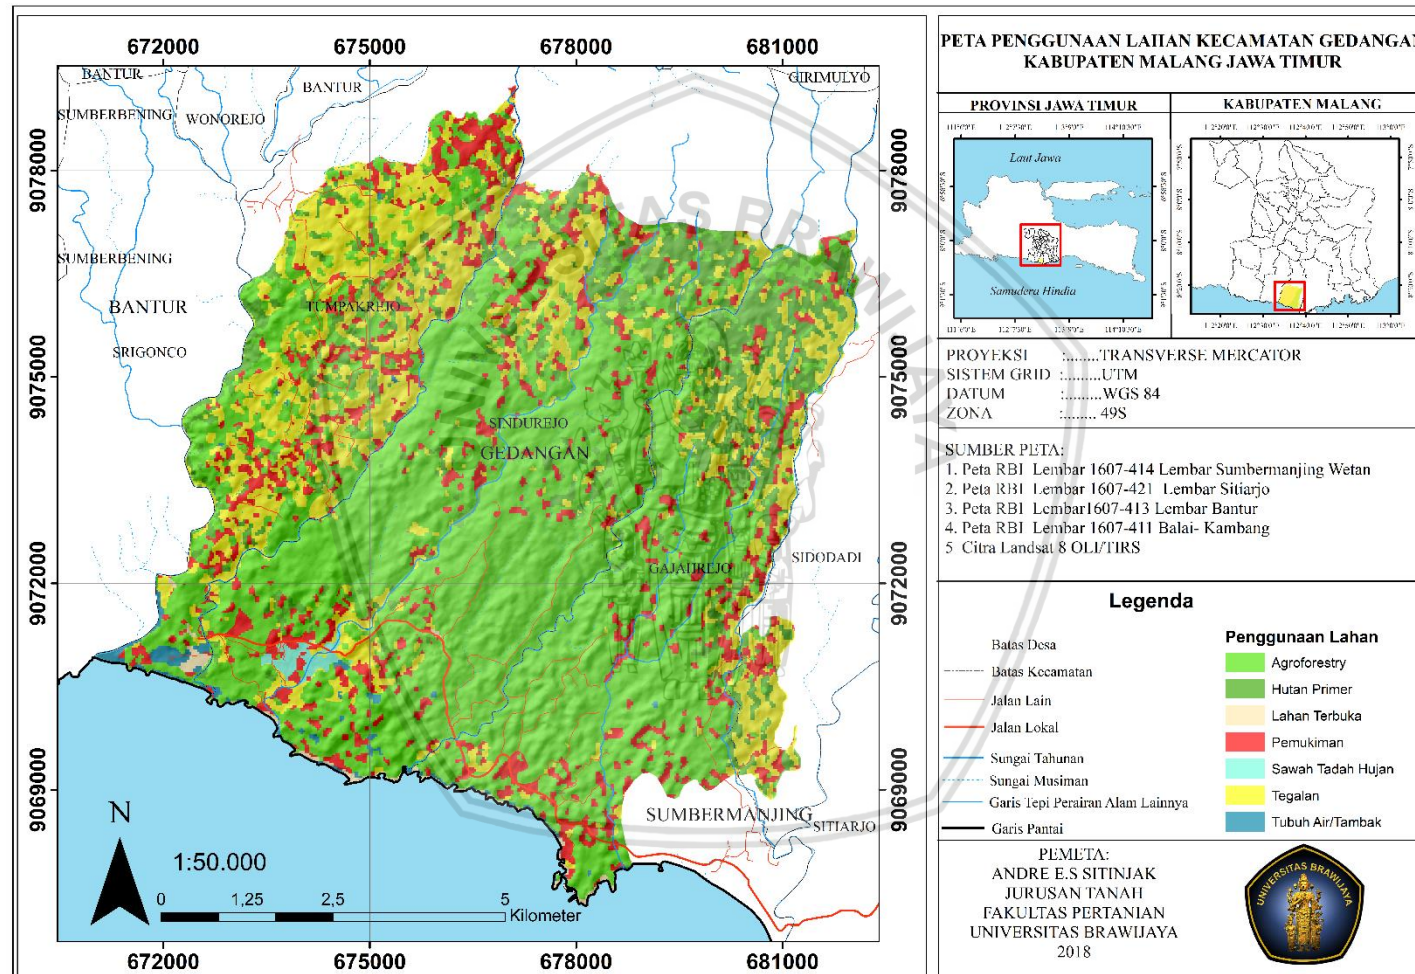 672000 675000 678000 681000
BANTUR
GIRIMULYO
BANTUR
SUMBERBENING
WONOREJO
9078000
9078000
SUMBERBENING
BANTUR
TUMPAKREJO
SRIGONCO
9075000
9075000
SINDUREJO
GEDANGAN
SIDODADI
GAJAHREJO
9072000
9072000
9069000
9069000
SUMBERMANJING
SITIARJO
N
1:50.000
0 1,25 2,5 5
Kilometer
672000 675000 678000 681000
PETA PENGGUNAAN LAHAN KECAMATAN GEDANGAN
KABUPATEN MALANG JAWA TIMUR
PROVINSI JAWA TIMUR
Laut Jawa
Samudera Hindia
KABUPATEN MALANG
PROYEKSI :.........TRANSVERSE MERCATOR
SISTEM GRID :.........UTM
DATUM :.........WGS 84
ZONA :......... 49S
SUMBER PETA:
1. Peta RBI Lembar 1607-414 Lembar Sumbermanjing Wetan
2. Peta RBI Lembar 1607-421 Lembar Sitiarjo
3. Peta RBI Lembar1607-413 Lembar Bantur
4. Peta RBI Lembar 1607-411 Balai- Kambang
5 Citra Landsat 8 OLI/TIRS
Legenda
Batas Desa
Batas Kecamatan
Jalan Lain
Jalan Lokal
Sungai Tahunan
Sungai Musiman
Garis Tepi Perairan Alam Lainnya
Garis Pantai
Penggunaan Lahan
Agroforestry
Hutan Primer
Lahan Terbuka
Pemukiman
Sawah Tadah Hujan
Tegalan
Tubuh Air/Tambak
PEMETA:
ANDRE E.S SITINJAK
JURUSAN TANAH
FAKULTAS PERTANIAN
UNIVERSITAS BRAWIJAYA
2018
UNIVERSITAS BRAWIJAYA